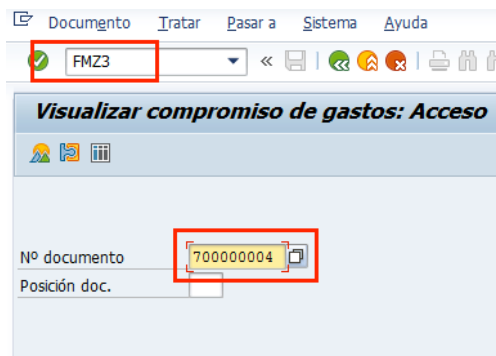 Documento Tratar Pasar a Sistema Ayuda
FMZ3
Visualizar compromiso de gastos: Acceso
Nº documento 700000004
Posición doc.